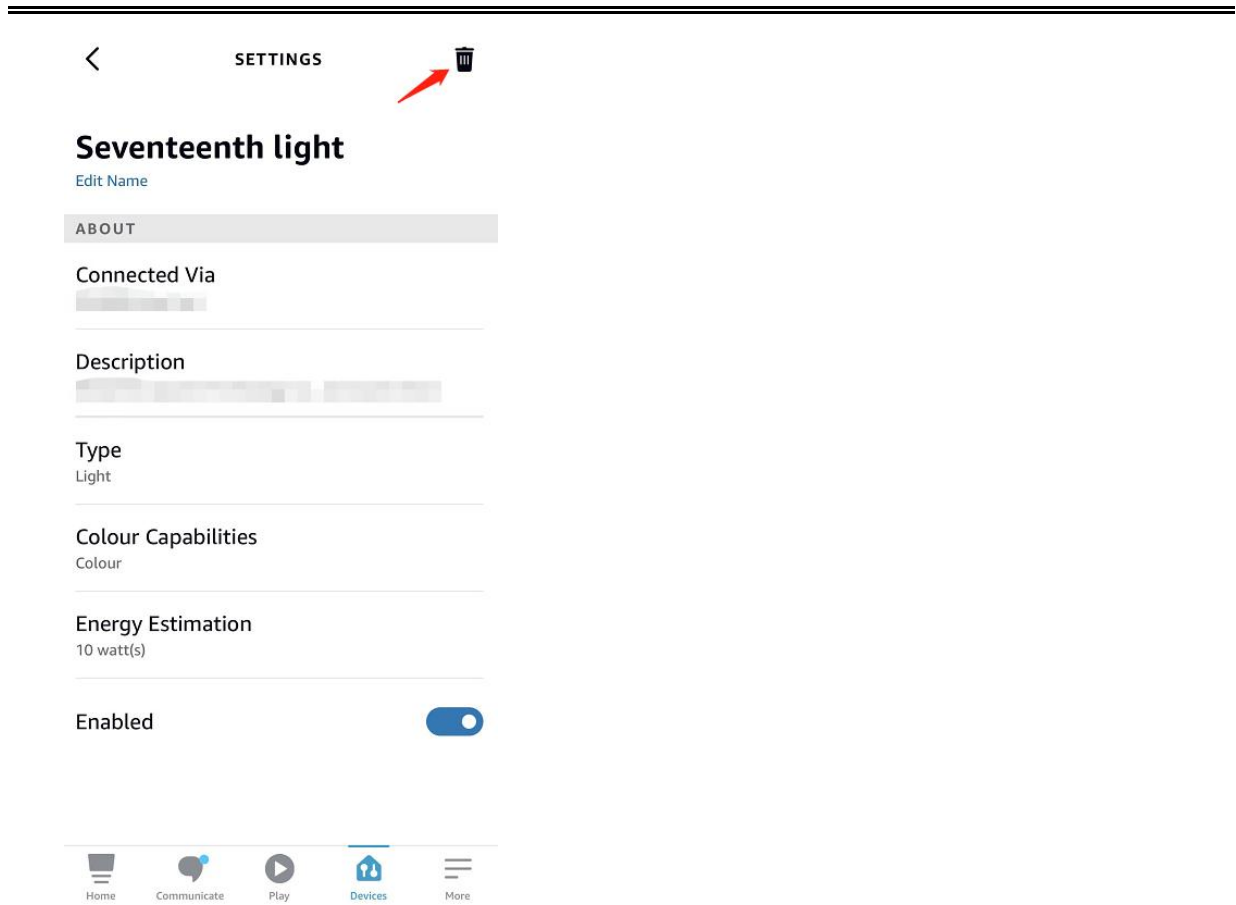 SETTINGS
Seventeenth light
Edit Name
ABOUT
Connected Via
Description
Type
Light
Colour Capabilities
Colour
Energy Estimation
10 watt(s)
Enabled
Home Communicate Play Devices More